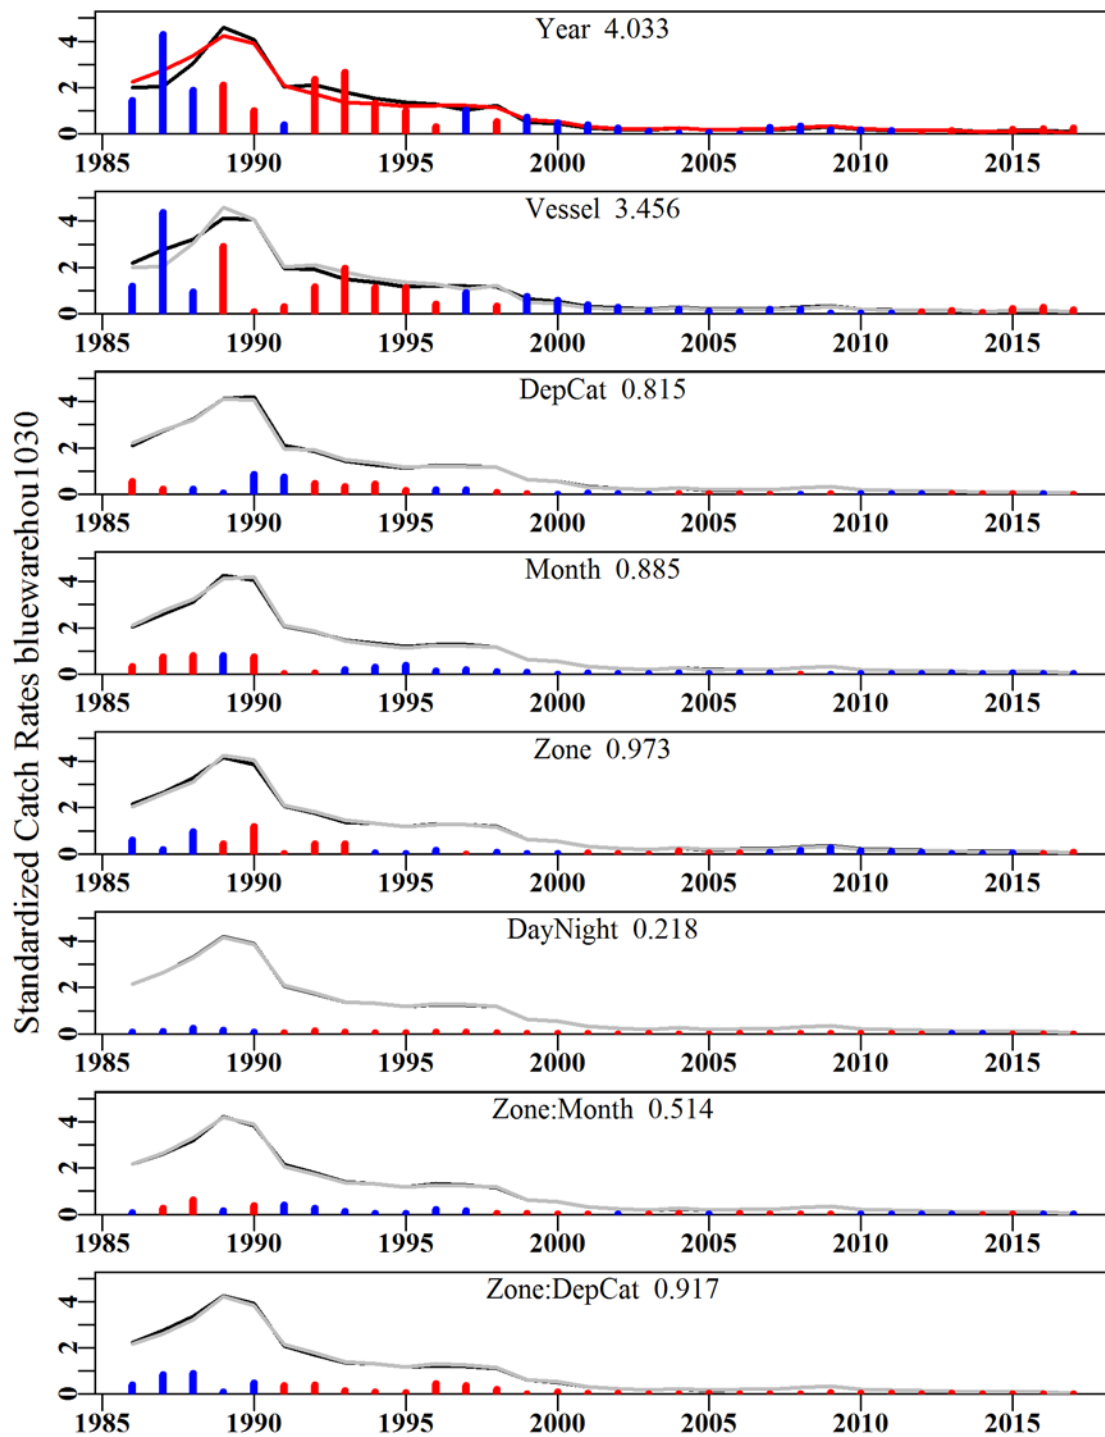 Standardized Catch Rates bluewarehou1030
Year 4.033
0 2 4
1985 1990 1995 2000 2005 2010 2015
Vessel 3.456
0 2 4
1985 1990 1995 2000 2005 2010 2015
DepCat 0.815
0 2 4
1985 1990 1995 2000 2005 2010 2015
Month 0.885
0 2 4
1985 1990 1995 2000 2005 2010 2015
Zone 0.973
0 2 4
1985 1990 1995 2000 2005 2010 2015
DayNight 0.218
0 2 4
1985 1990 1995 2000 2005 2010 2015
Zone:Month 0.514
0 2 4
1985 1990 1995 2000 2005 2010 2015
Zone:DepCat 0.917
0 2 4
1985 1990 1995 2000 2005 2010 2015